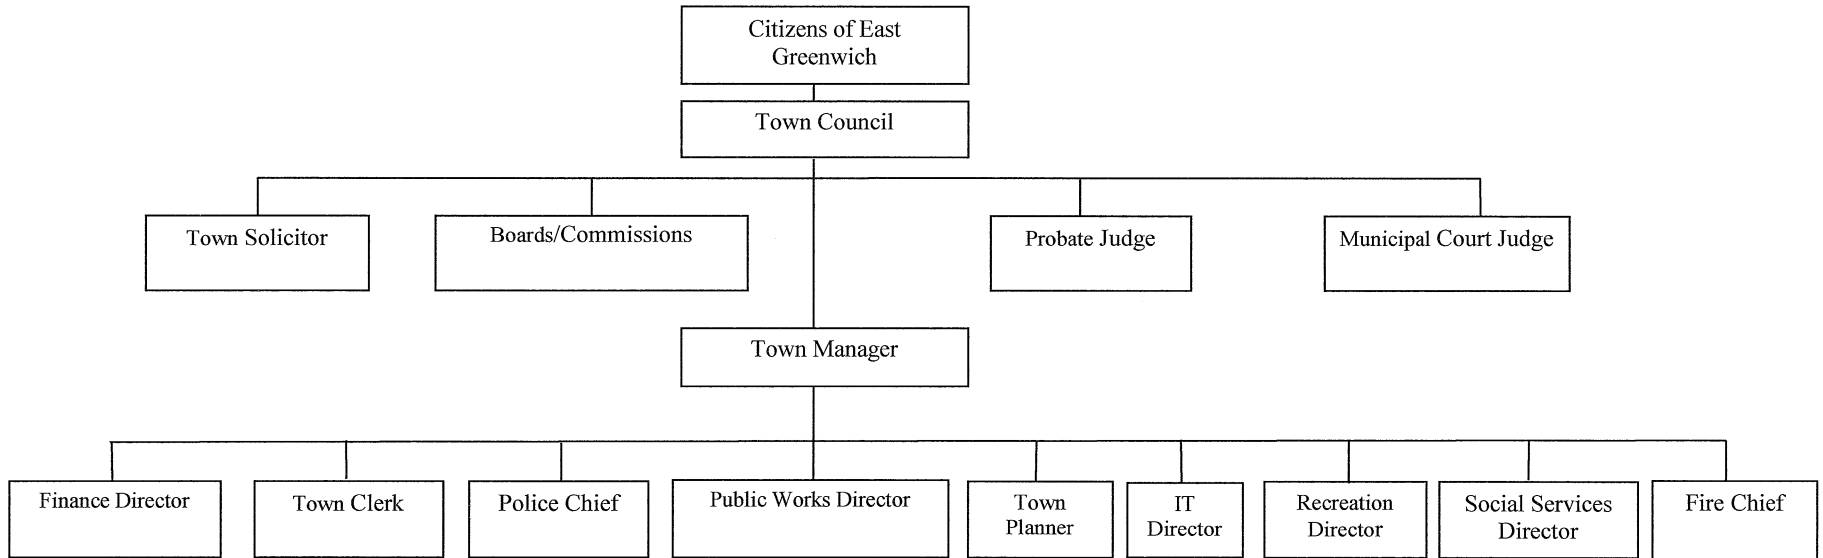 Citizens of East
Greenwich
Town Council
Town Solicitor
Boards/Commissions
Probate Judge
Municipal Court Judge
Town Manager
Finance Director
Town Clerk
Police Chief
Public Works Director
Town
Planner
IT
Director
Recreation
Director
Social Services
Director
Fire Chief